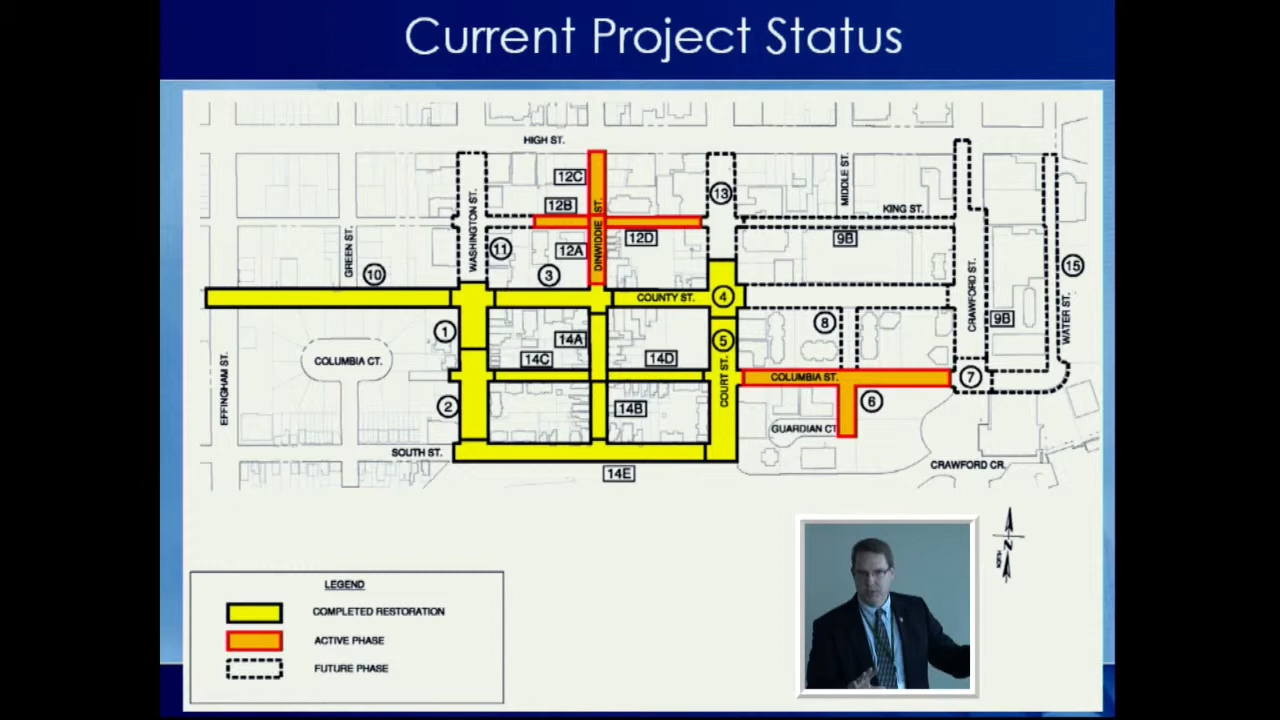 Current Project Status
HIGH ST.
12C
12B
DINWIDDIE ST.
13
MIDDLE ST.
KING ST.
WASHINGTON ST.
GREEN ST.
11
12A
12D
9B
3
10
15
COUNTY ST.
4
CRAWFORD ST.
WATER ST.
9B
1
14A
5
8
COLUMBIA CT.
14C
14D
COURT ST.
COLUMBIA ST.
7
EFFINGHAM ST.
2
14B
6
GUARDIAN CT
SOUTH ST.
CRAWFORD CR.
14E
N
LEGEND
COMPLETED RESTORATION
ACTIVE PHASE
FUTURE PHASE